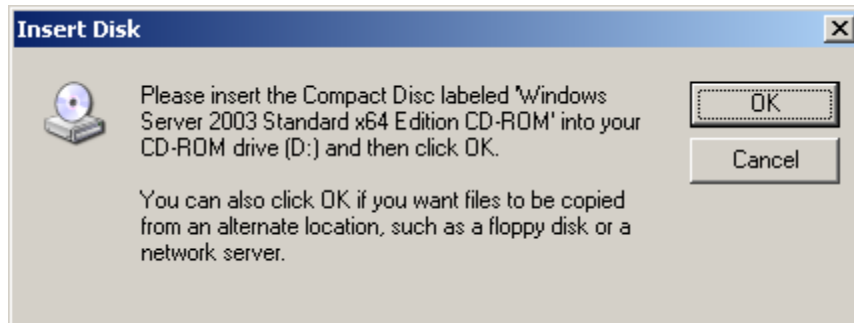 Insert Disk
Please insert the Compact Disc labeled 'Windows
Server 2003 Standard x64 Edition CD-ROM' into your
CD-ROM drive (D:) and then click OK.
You can also click OK if you want files to be copied
from an alternate location, such as a floppy disk or a
network server.
OK
Cancel